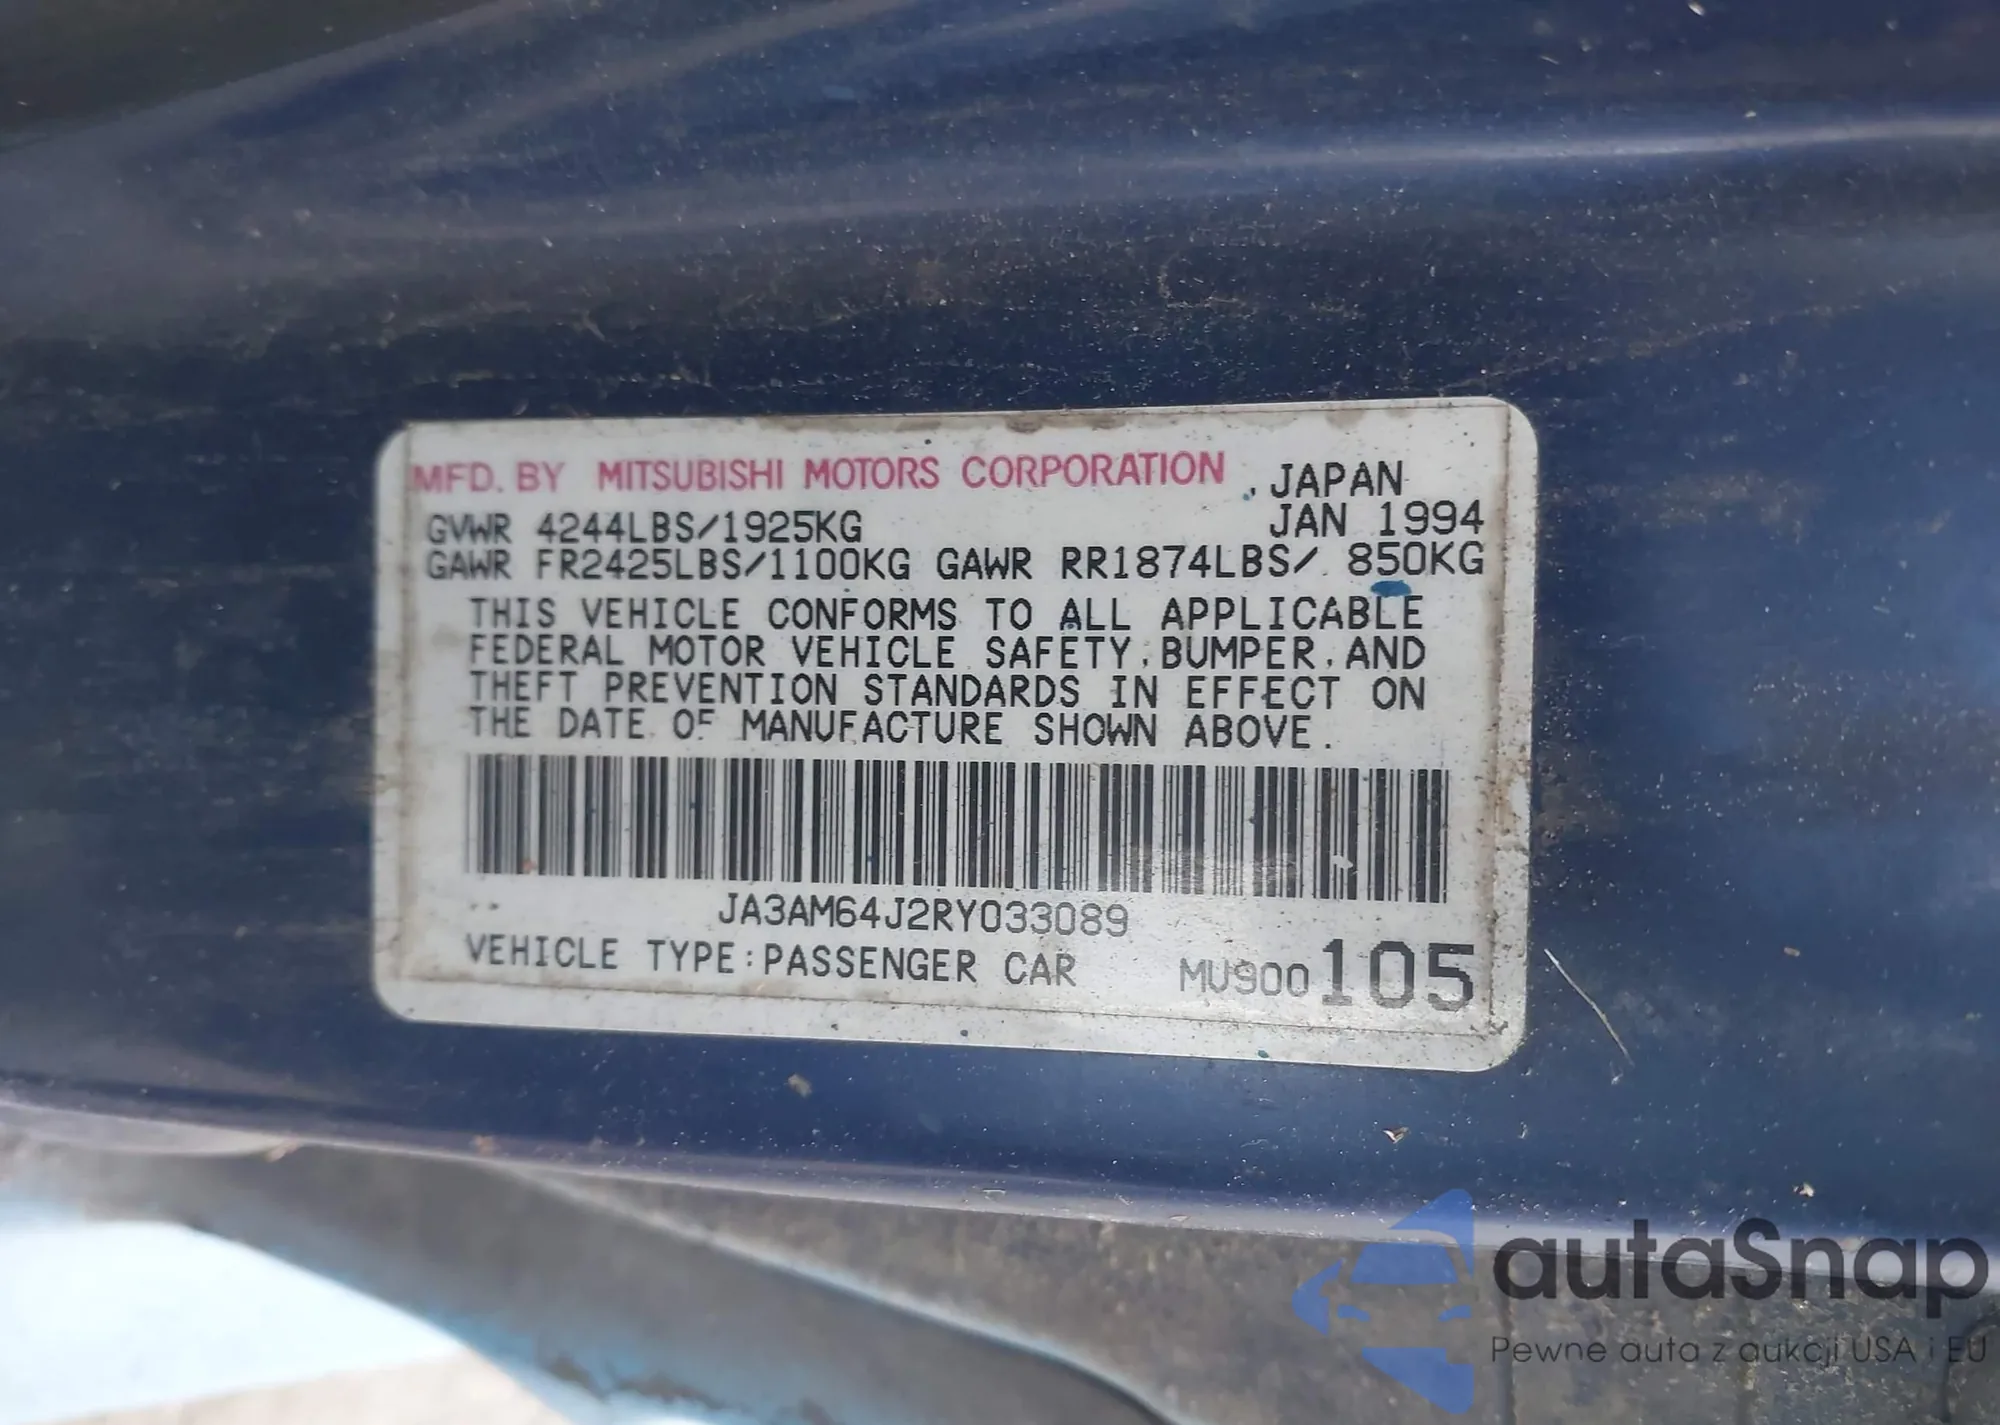 MFD. BY MITSUBISHI MOTORS CORPORATION, JAPAN
GVWR 4244LBS/1925KG JAN 1994
GAWR FR2425LBS/1100KG GAWR RR1874LBS/ 850KG
THIS VEHICLE CONFORMS TO ALL APPLICABLE
FEDERAL MOTOR VEHICLE SAFETY, BUMPER, AND
THEFT PREVENTION STANDARDS IN EFFECT ON
THE DATE OF MANUFACTURE SHOWN ABOVE.
JA3AM64J2RY033089
VEHICLE TYPE:PASSENGER CAR MU900105
autaSnap
Pewne auta z aukcji USA i EU